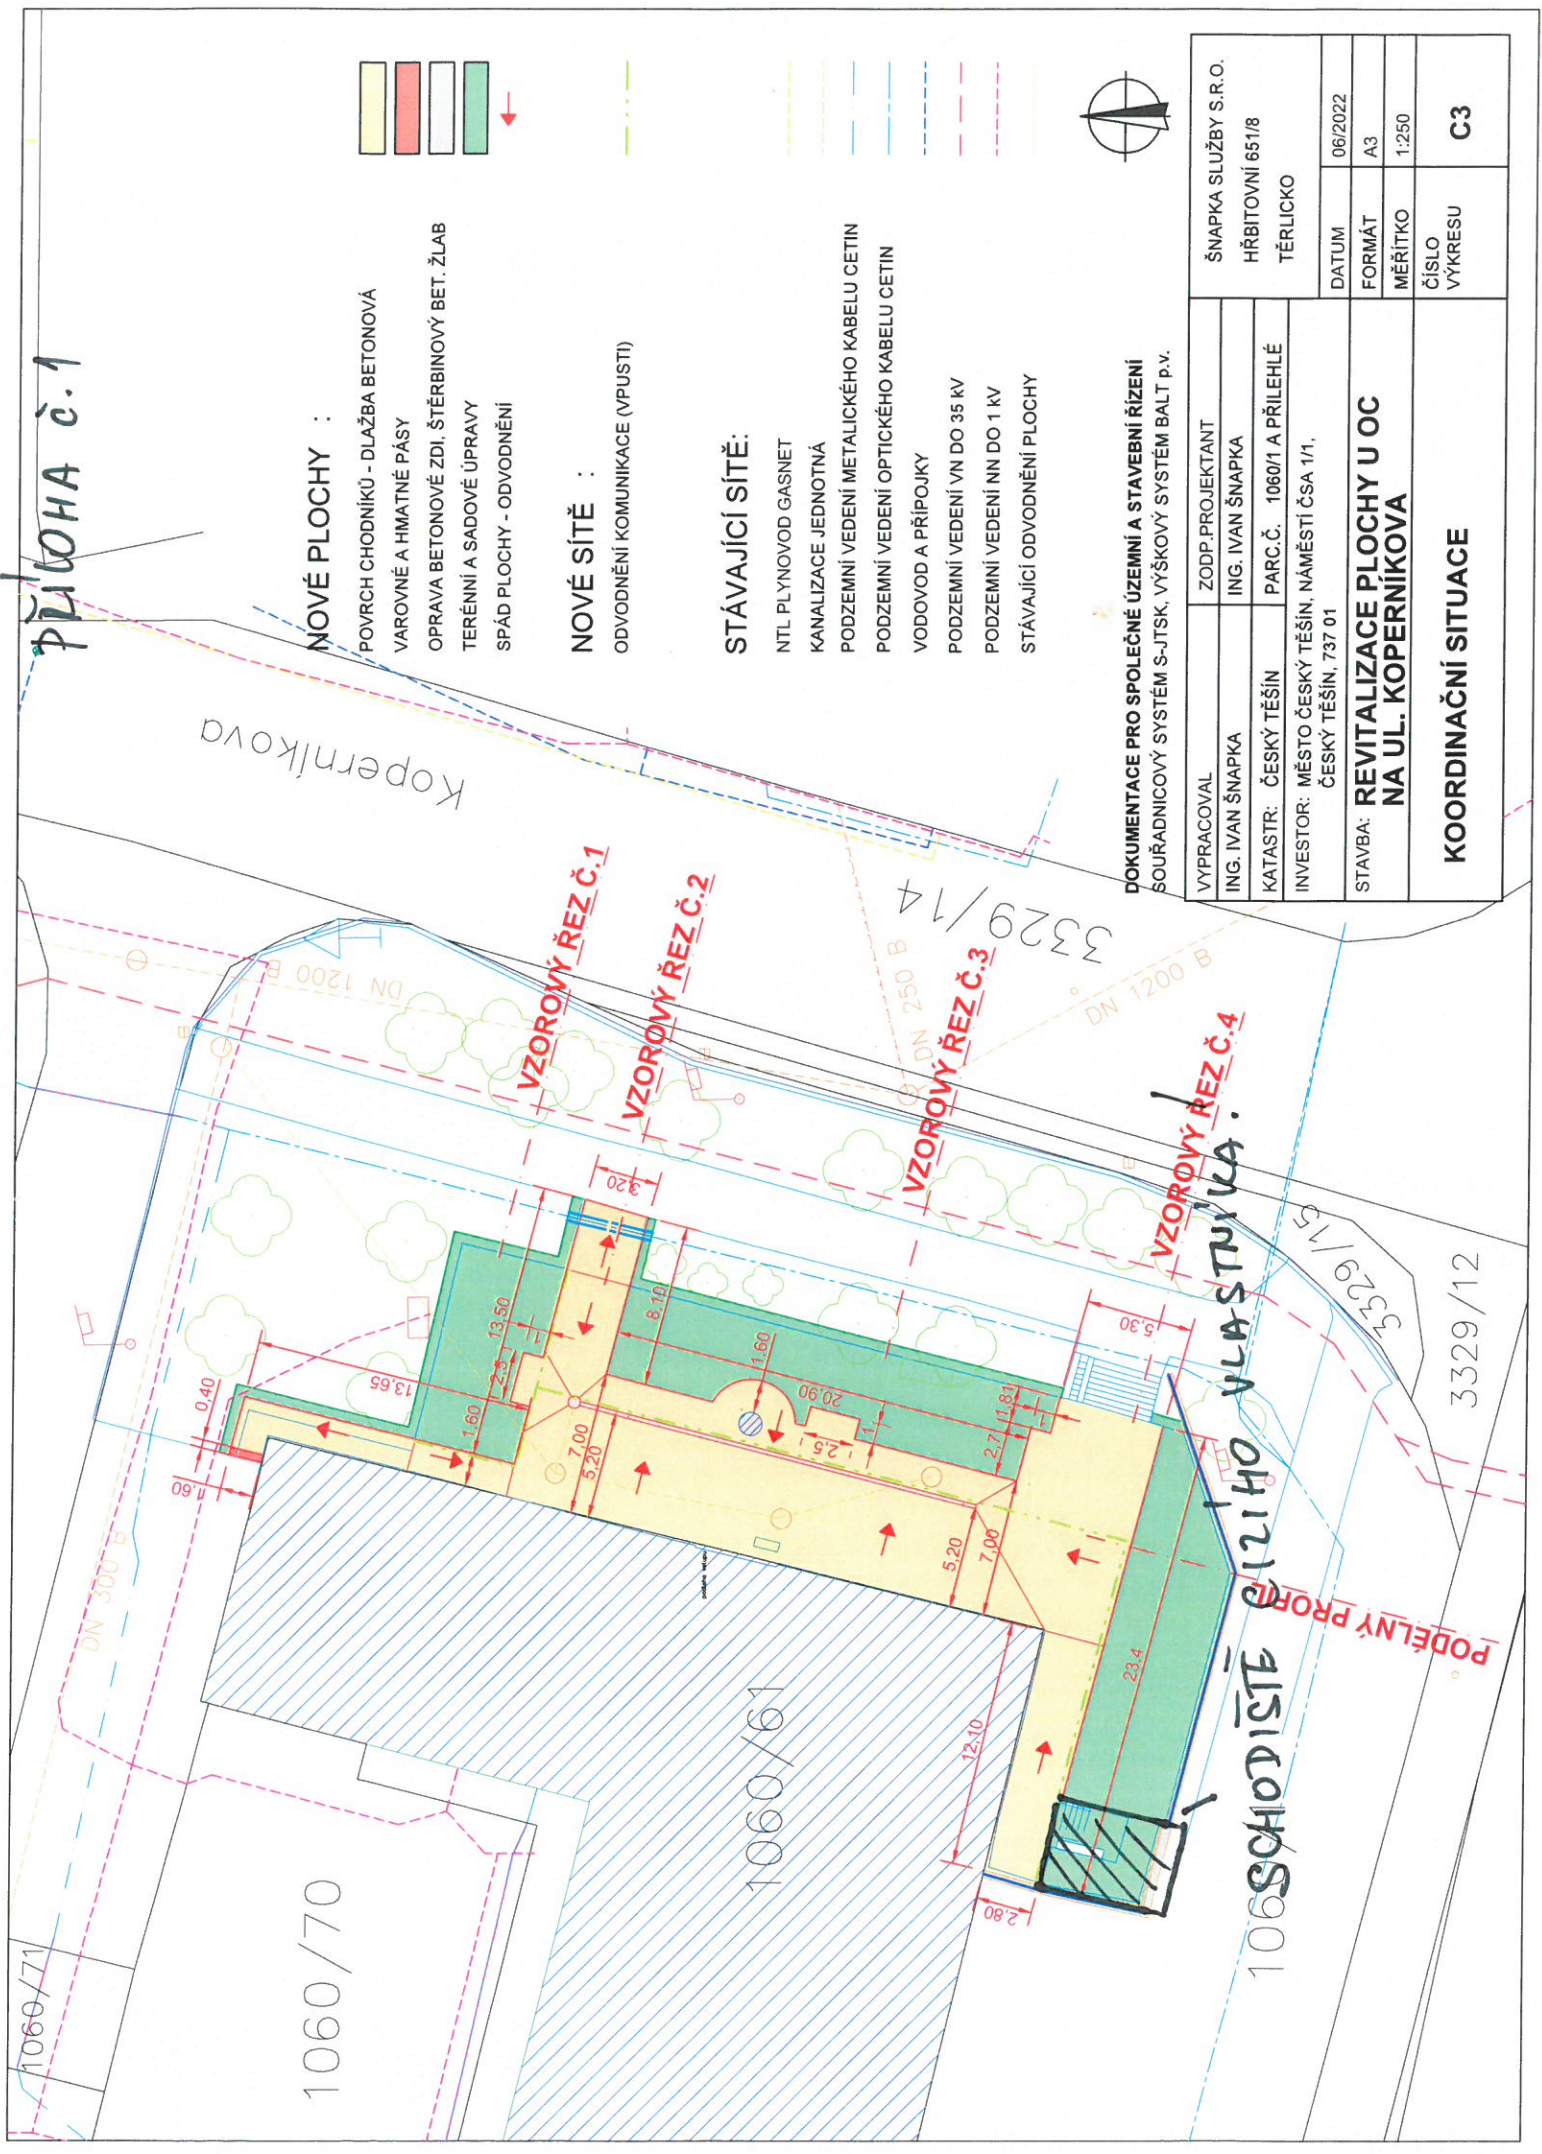 PŘÍLOHA č. 1
NOVÉ PLOCHY :
POVRCH CHODNÍKŮ - DLAŽBA BETONOVÁ
VAROVNÉ A HMATNÉ PÁSY
OPRAVA BETONOVÉ ZDI, ŠTĚRBINOVÝ BET. ŽLAB
TERÉNÍ A SADOVÉ ÚPRAVY
SPÁD PLOCHY - ODVODNĚNÍ
NOVÉ SÍTĚ :
ODVODNĚNÍ KOMUNIKACE (VPUSTI)
STÁVAJÍCÍ SÍTĚ:
NTL PLYNOVOD GASNET
KANALIZACE JEDNOTNÁ
PODZEMNÍ VEDENÍ METALICKÉHO KABELU CETIN
PODZEMNÍ VEDENÍ OPTICKÉHO KABELU CETIN
VODOVOD A PŘÍPOJKY
PODZEMNÍ VEDENÍ VN DO 35 kV
PODZEMNÍ VEDENÍ NN DO 1 kV
STÁVAJÍCÍ ODVODNĚNÍ PLOCHY
DOKUMENTACE PRO SPOLEČNÉ ÚZEMNÍ A STAVEBNÍ ŘÍZENÍ
SOUŘADNICOVÝ SYSTÉM S-JTSK, VÝŠKOVÝ SYSTÉM BALT p.v.
VYPRACOVAL
ZODP.PROJEKTANT
ING. IVAN ŠNAPKA
ING. IVAN ŠNAPKA
KATASTR: ČESKÝ TĚŠÍN
PARC.Č. 1060/1 A PŘILEHLÉ
INVESTOR: MĚSTO ČESKÝ TĚŠÍN, NÁMĚSTÍ ČSA 1/1,
ČESKÝ TĚŠÍN, 737 01
STAVBA: REVITALIZACE PLOCHY U OC
NA UL. KOPERNÍKOVA
KOORDINAČNÍ SITUACE
ŠNAPKA SLUŽBY S.R.O.
HŘBITOVNÍ 651/8
TĚRLICKO
DATUM 06/2022
FORMÁT A3
MĚŘÍTKO 1:250
ČÍSLO
VÝKRESU
C3
Koperníkova
VZOROVÝ ŘEZ Č.1
VZOROVÝ ŘEZ Č.2
VZOROVÝ ŘEZ Č.3
VZOROVÝ ŘEZ Č.4
PODÉLNÝ PROFIL
SCHODIŠTĚ CIZÍHO VLASTNÍKA.
3329/14
3329/15
3329/12
1060/71
1060/70
1060/61
106
DN 1200 B
DN 250 B
DN 1200 B
DN 300 B
0,40
1,60
13,65
13,50
2,5
1
1,60
3,20
8,10
7,00
5,20
1,60
20,90
2,5
1
1,81
2,7
1
5,30
5,20
7,00
23,4
12,10
2,80